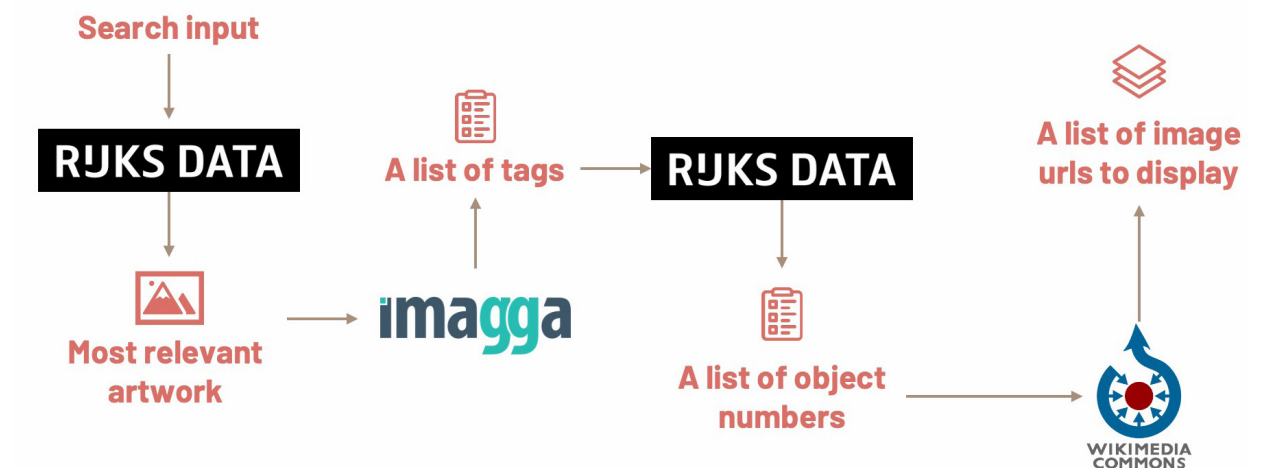 Search input
RIJKS DATA
Most relevant
artwork
imagga
A list of tags
RIJKS DATA
A list of object
numbers
WIKIMEDIA
COMMONS
A list of image
urls to display